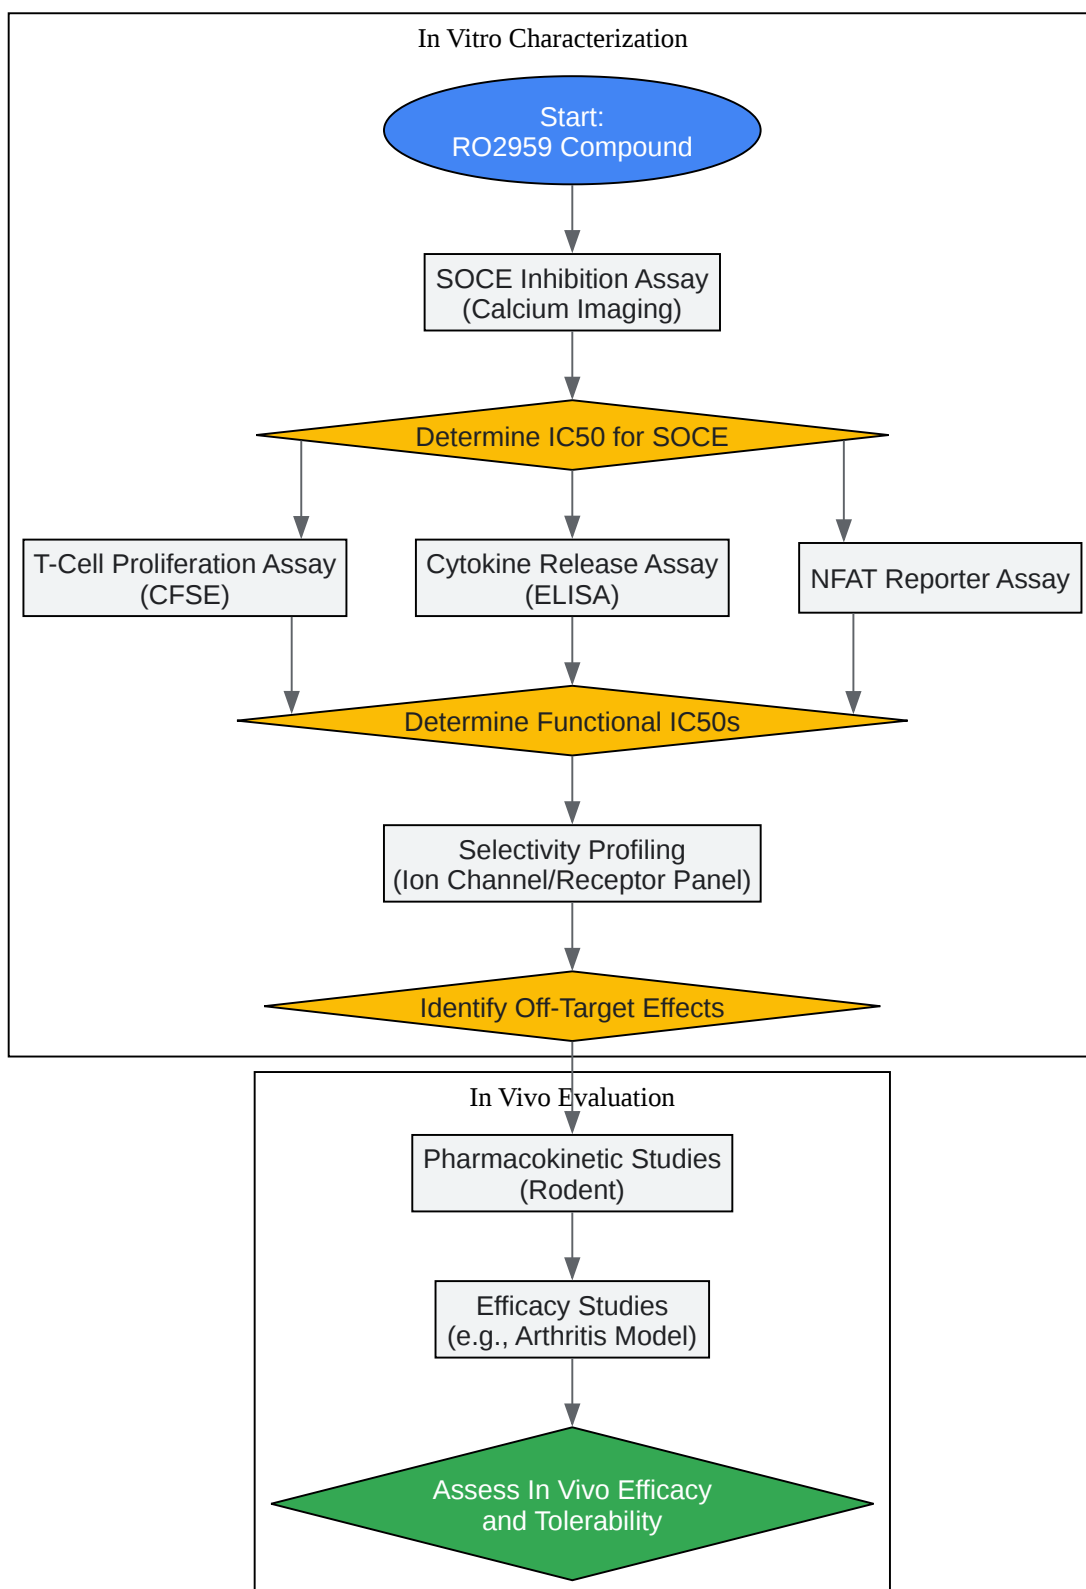 In Vitro Characterization
Start:
RO2959 Compound
SOCE Inhibition Assay
(Calcium Imaging)
Determine IC50 for SOCE
T-Cell Proliferation Assay
(CFSE)
Cytokine Release Assay
(ELISA)
NFAT Reporter Assay
Determine Functional IC50s
Selectivity Profiling
(Ion Channel/Receptor Panel)
Identify Off-Target Effects
In Vivo Evaluation
Pharmacokinetic Studies
(Rodent)
Efficacy Studies
(e.g., Arthritis Model)
Assess In Vivo Efficacy
and Tolerability